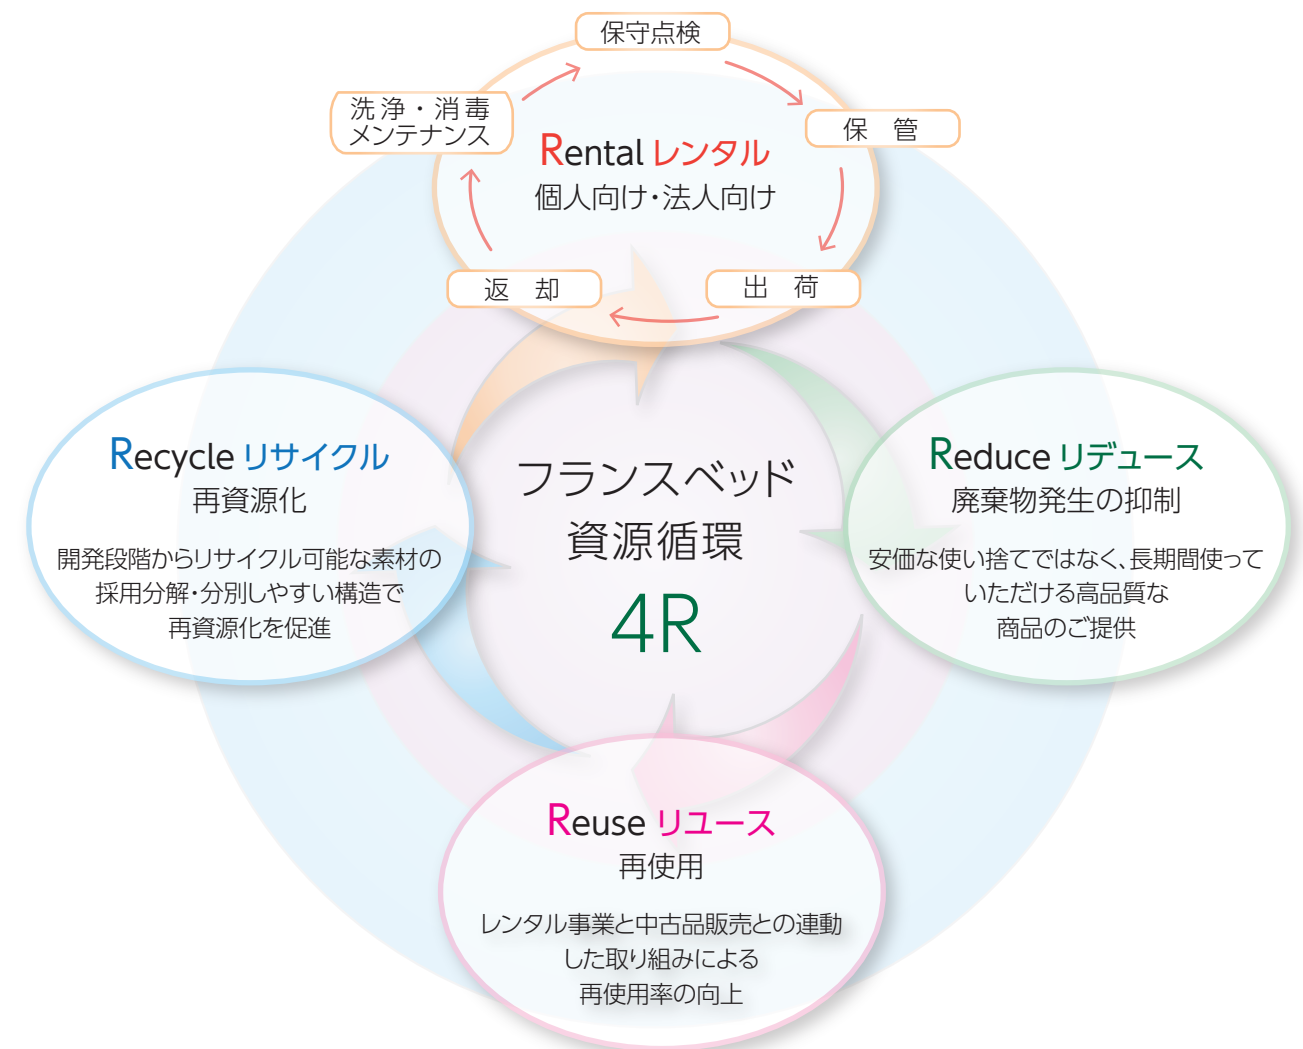 保守点検
洗浄・消毒
メンテナンス
保 管
Rental レンタル
個人向け・法人向け
返 却
出 荷
Recycle リサイクル
再資源化
開発段階からリサイクル可能な素材の
採用分解・分別しやすい構造で
再資源化を促進
フランスベッド
資源循環
4R
Reduce リデュース
廃棄物発生の抑制
安価な使い捨てではなく、長期間使って
いただける高品質な
商品のご提供
Reuse リユース
再使用
レンタル事業と中古品販売との連動
した取り組みによる
再使用率の向上